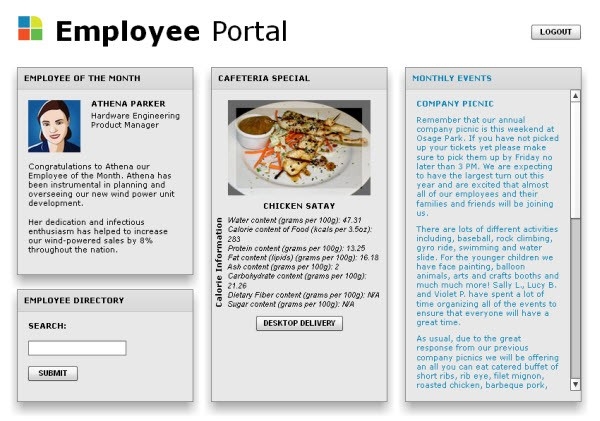 Employee Portal
LOGOUT
EMPLOYEE OF THE MONTH
ATHENA PARKER
Hardware Engineering
Product Manager
Congratulations to Athena our
Employee of the Month. Athena has
been instrumental in planning and
overseeing our new wind power unit
development.
Her dedication and infectious
enthusiasm has helped to increase
our wind-powered sales by 8%
throughout the nation.
EMPLOYEE DIRECTORY
SEARCH:
SUBMIT
CAFETERIA SPECIAL
CHICKEN SATAY
Calorie Information
Water content (grams per 100g): 47.31
Calorie content of Food (kcals per 3.5oz):
283
Protein content (grams per 100g): 13.25
Fat content (lipids) (grams per 100g): 16.18
Ash content (grams per 100g): 2
Carbohydrate content (grams per 100g):
21.26
Dietary Fiber content (grams per 100g): N/A
Sugar content (grams per 100g): N/A
DESKTOP DELIVERY
MONTHLY EVENTS
COMPANY PICNIC
Remember that our annual
company picnic is this weekend at
Osage Park. If you have not picked
up your tickets yet please make
sure to pick them up by Friday no
later than 3 PM. We are expecting
to have the largest turn out this
year and are excited that almost
all of our employees and their
families and friends will be joining
us.
There are lots of different activities
including, baseball, rock climbing,
gyro ride, swimming and water
slide. For the younger children we
have face painting, balloon
animals, arts and crafts booths and
much much more! Sally L., Lucy B.
and Violet P. have spent a lot of
time organizing all of the events to
ensure that everyone will have a
great time.
As usual, due to the great
response from our previous
company picnics we will be offering
an all you can eat catered buffet of
short ribs, rib eye, filet mignon,
roasted chicken, barbeque pork,